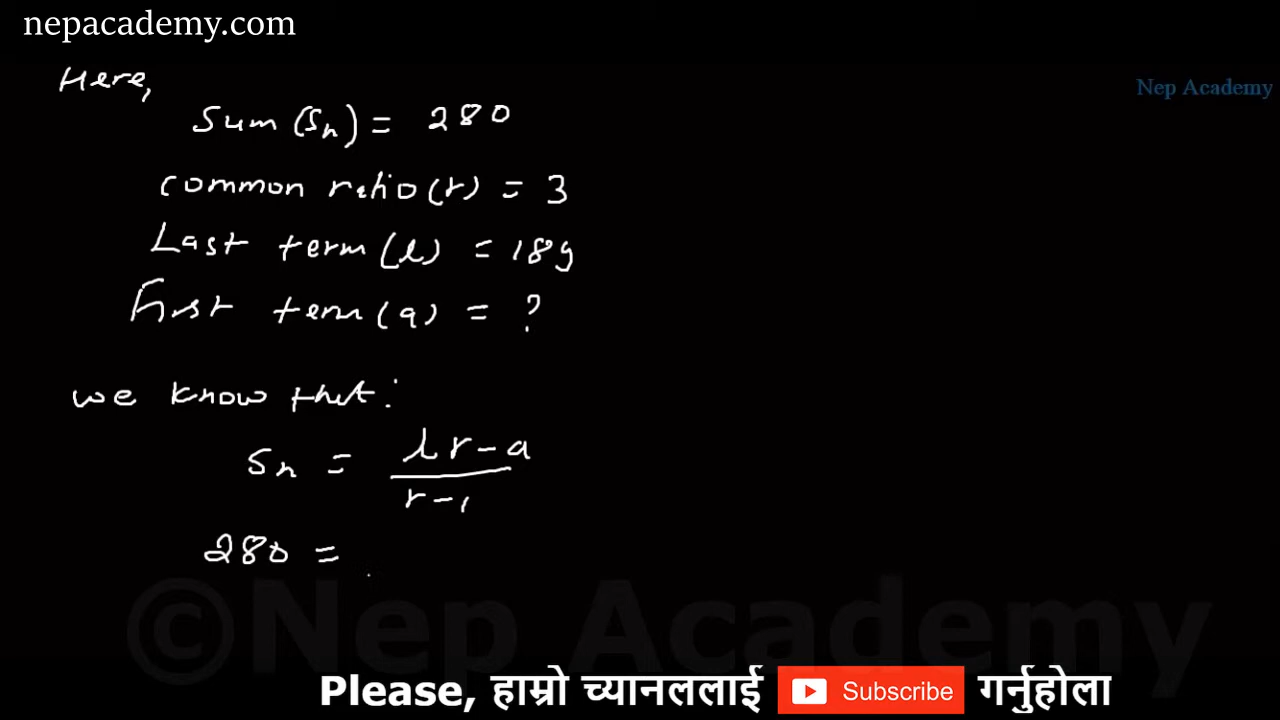 nepacademy.com
Nep Academy
Here,
Sum (Sn) = 280
Common ratio (r) = 3
Last term (l) = 189
First term (a) = ?
we know that:
Sn = lr - a
r - 1
280 =
©Nep Academy
Please, हाम्रो च्यानललाई Subscribe गर्नुहोला